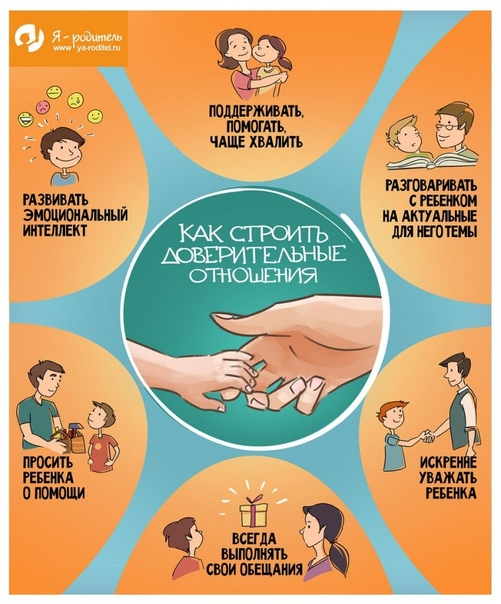 Я - родитель
www.ya-roditel.ru
ПОДДЕРЖИВАТЬ,
ПОМОГАТЬ,
ЧАЩЕ ХВАЛИТЬ
РАЗВИВАТЬ
ЭМОЦИОНАЛЬНЫЙ
ИНТЕЛЛЕКТ
РАЗГОВАРИВАТЬ
С РЕБЕНКОМ
НА АКТУАЛЬНЫЕ
ДЛЯ НЕГО ТЕМЫ
КАК СТРОИТЬ
ДОВЕРИТЕЛЬНЫЕ
ОТНОШЕНИЯ
ПРОСИТЬ
РЕБЕНКА
О ПОМОЩИ
ИСКРЕННЕ
УВАЖАТЬ
РЕБЕНКА
ВСЕГДА
ВЫПОЛНЯТЬ
СВОИ ОБЕЩАНИЯ